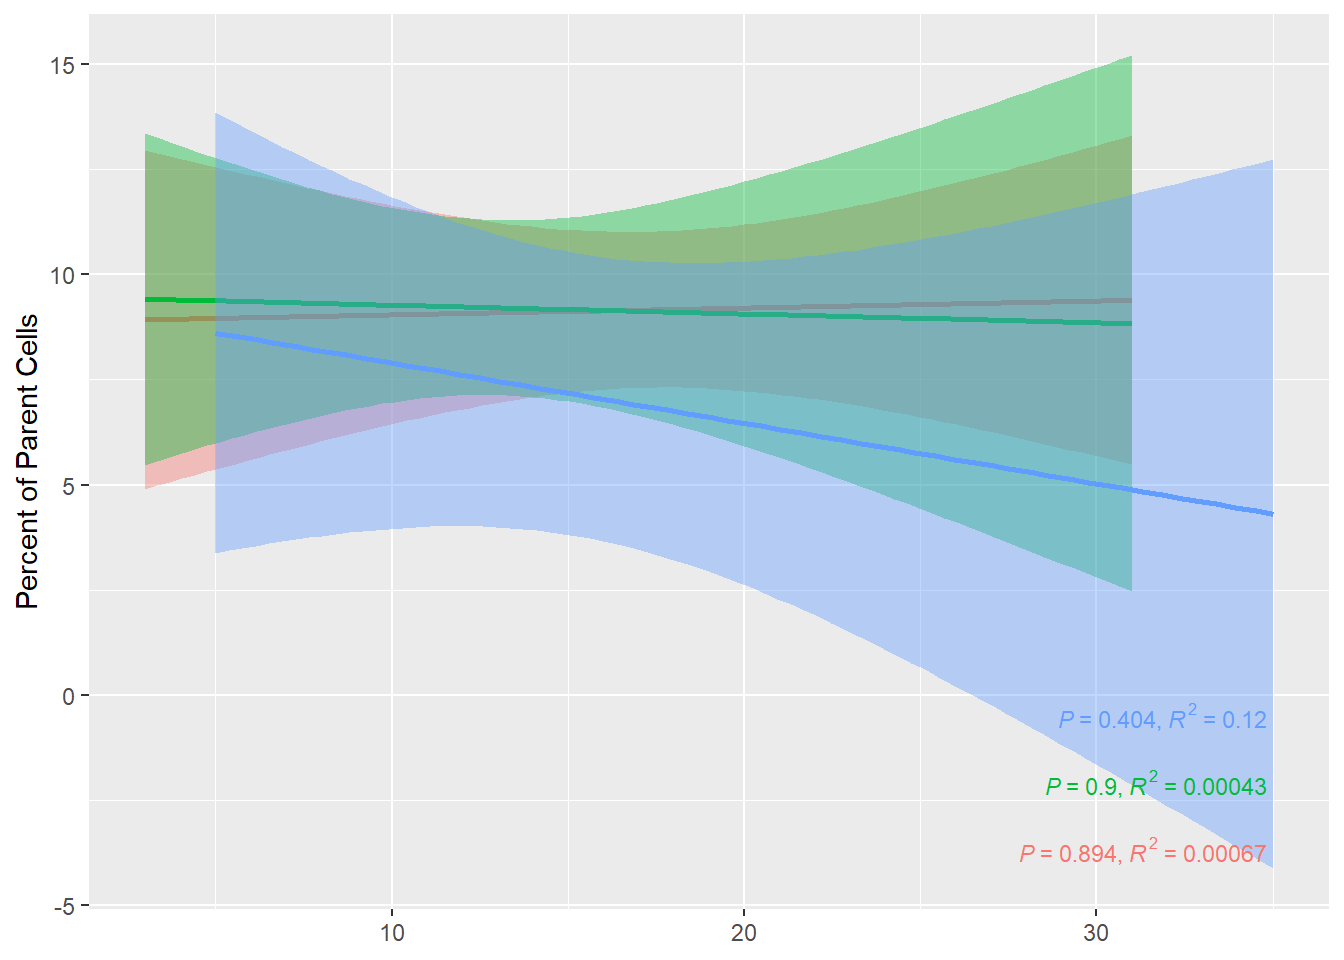 Percent of Parent Cells
15
10
5
0
-5
P = 0.404, R² = 0.12
P = 0.9, R² = 0.00043
P = 0.894, R² = 0.00067
10
20
30